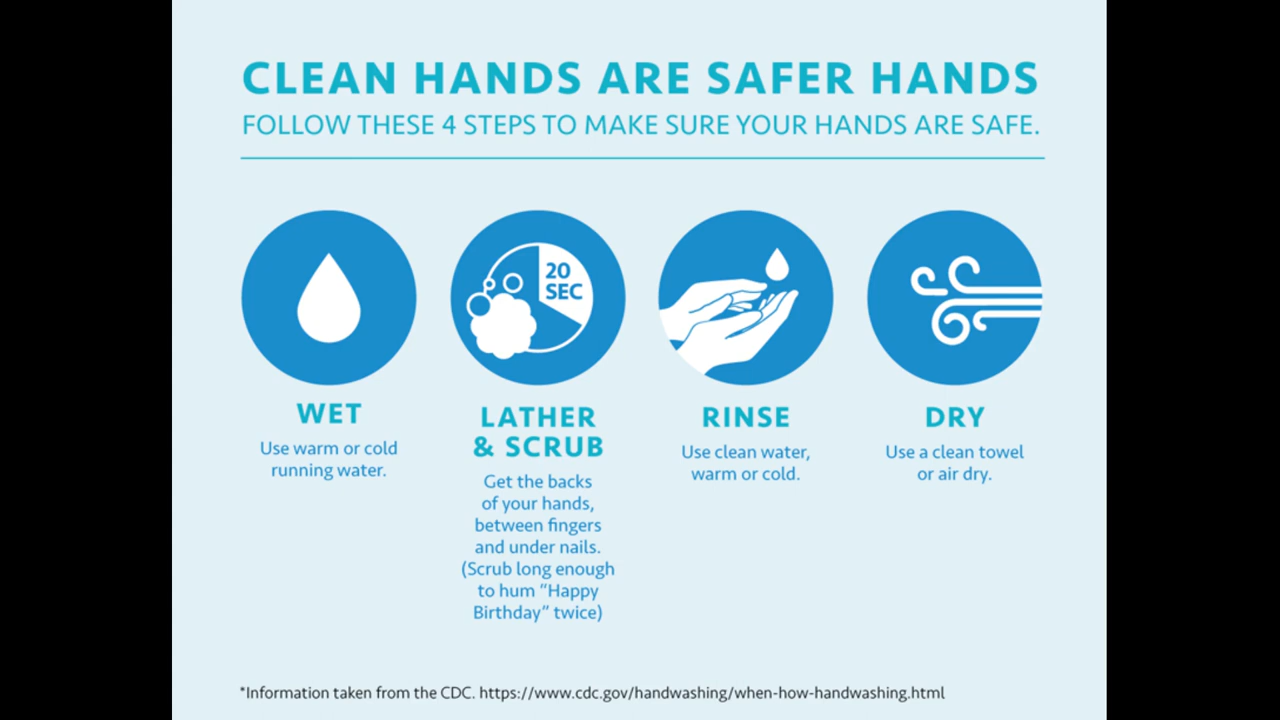 CLEAN HANDS ARE SAFER HANDS
FOLLOW THESE 4 STEPS TO MAKE SURE YOUR HANDS ARE SAFE.
WET
Use warm or cold
running water.
20
SEC
LATHER
& SCRUB
Get the backs
of your hands,
between fingers
and under nails.
(Scrub long enough
to hum “Happy
Birthday” twice)
RINSE
Use clean water,
warm or cold.
DRY
Use a clean towel
or air dry.
*Information taken from the CDC. https://www.cdc.gov/handwashing/when-how-handwashing.html